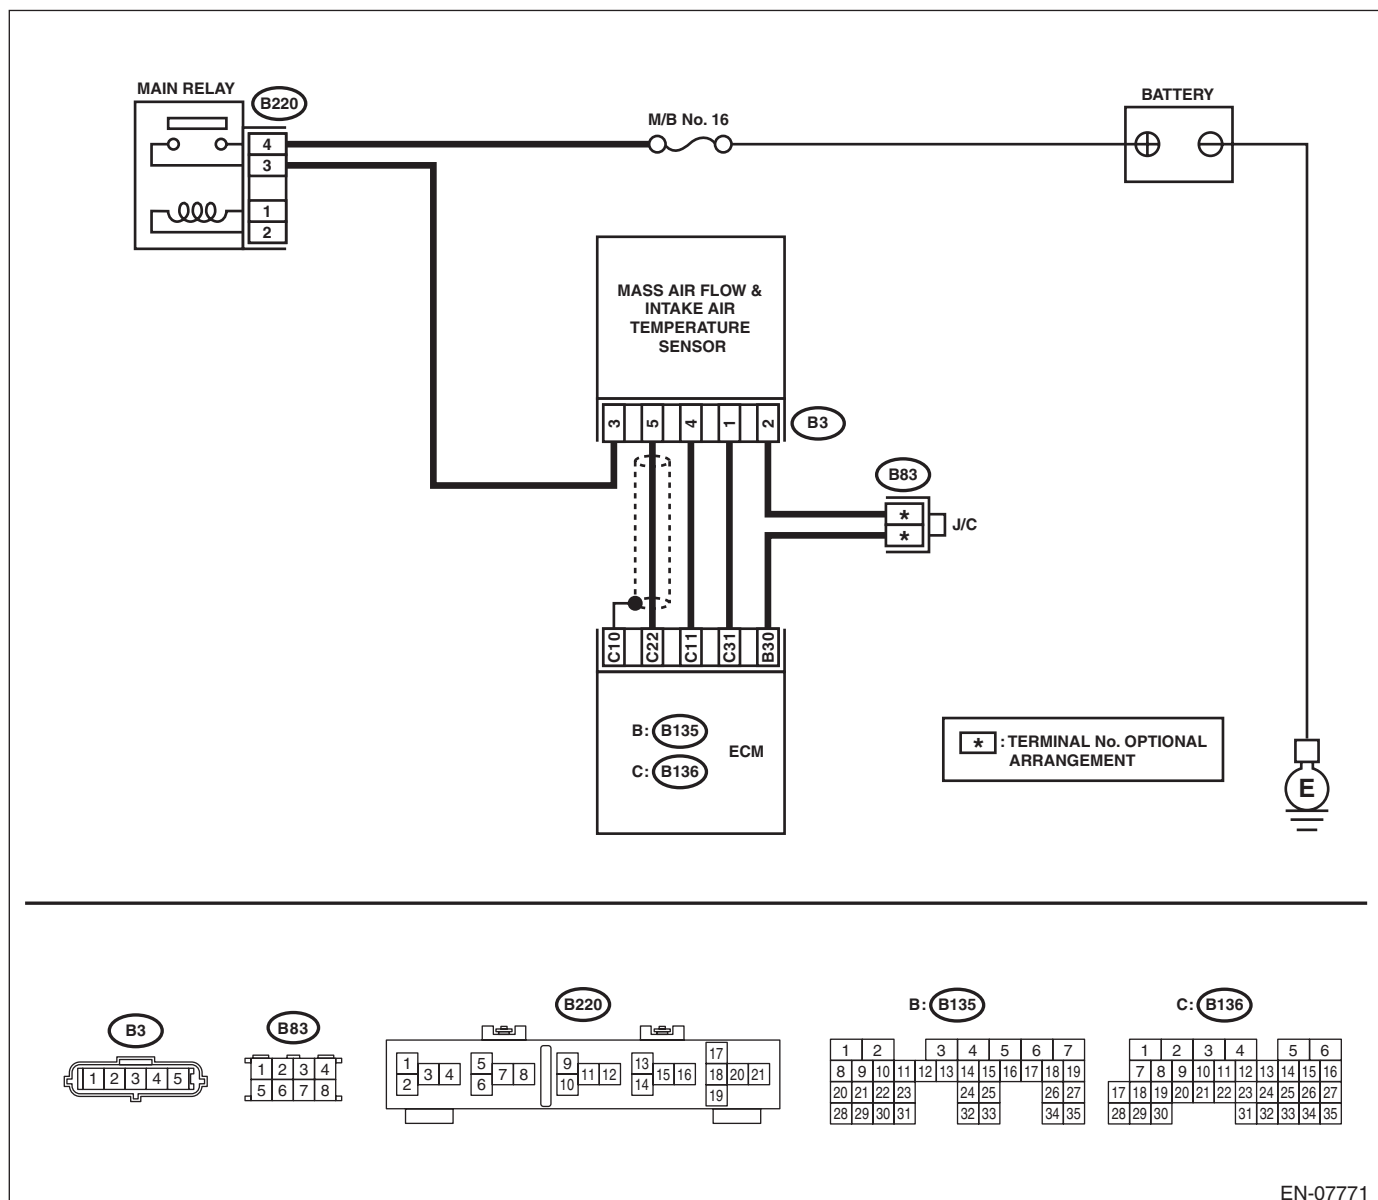 MAIN RELAY
B220
BATTERY
M/B No. 16
4
3
1
2
MASS AIR FLOW &
INTAKE AIR
TEMPERATURE
SENSOR
3 5 4 1 2
B3
B83
*
*
J/C
C10 C22 C11 C31 B30
B: B135
ECM
C: B136
* : TERMINAL No. OPTIONAL
ARRANGEMENT
E
B3
1 2 3 4 5
B83
1 2 3 4
5 6 7 8
B220
1 2 3 4 5 6 7 8 9 10 11 12 13 14 15 16 17 18 19 20 21
B: B135
1 2 3 4 5 6 7
8 9 10 11 12 13 14 15 16 17 18 19
20 21 22 23 24 25 26 27
28 29 30 31 32 33 34 35
C: B136
1 2 3 4 5 6
7 8 9 10 11 12 13 14 15 16
17 18 19 20 21 22 23 24 25 26 27
28 29 30 31 32 33 34 35
EN-07771